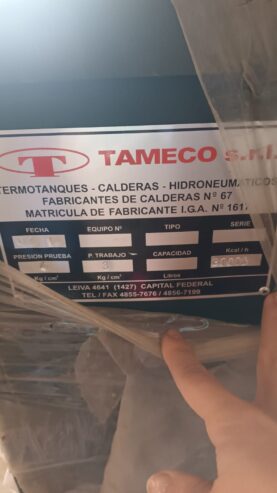 TAMECO s.r.l.
TERMOTANQUES - CALDERAS - HIDRONEUMATICOS
FABRICANTES DE CALDERAS Nº 67
MATRICULA DE FABRICANTE I.G.A. Nº 161
FECHA EQUIPO Nº TIPO SERIE
PRESIÓN PRUEBA P. TRABAJO CAPACIDAD Kcal / h
Kg / cm² Kg / cm² Litros
LEIVA 4641 (1427) CAPITAL FEDERAL
TEL / FAX 4855-7676 / 4856-7199